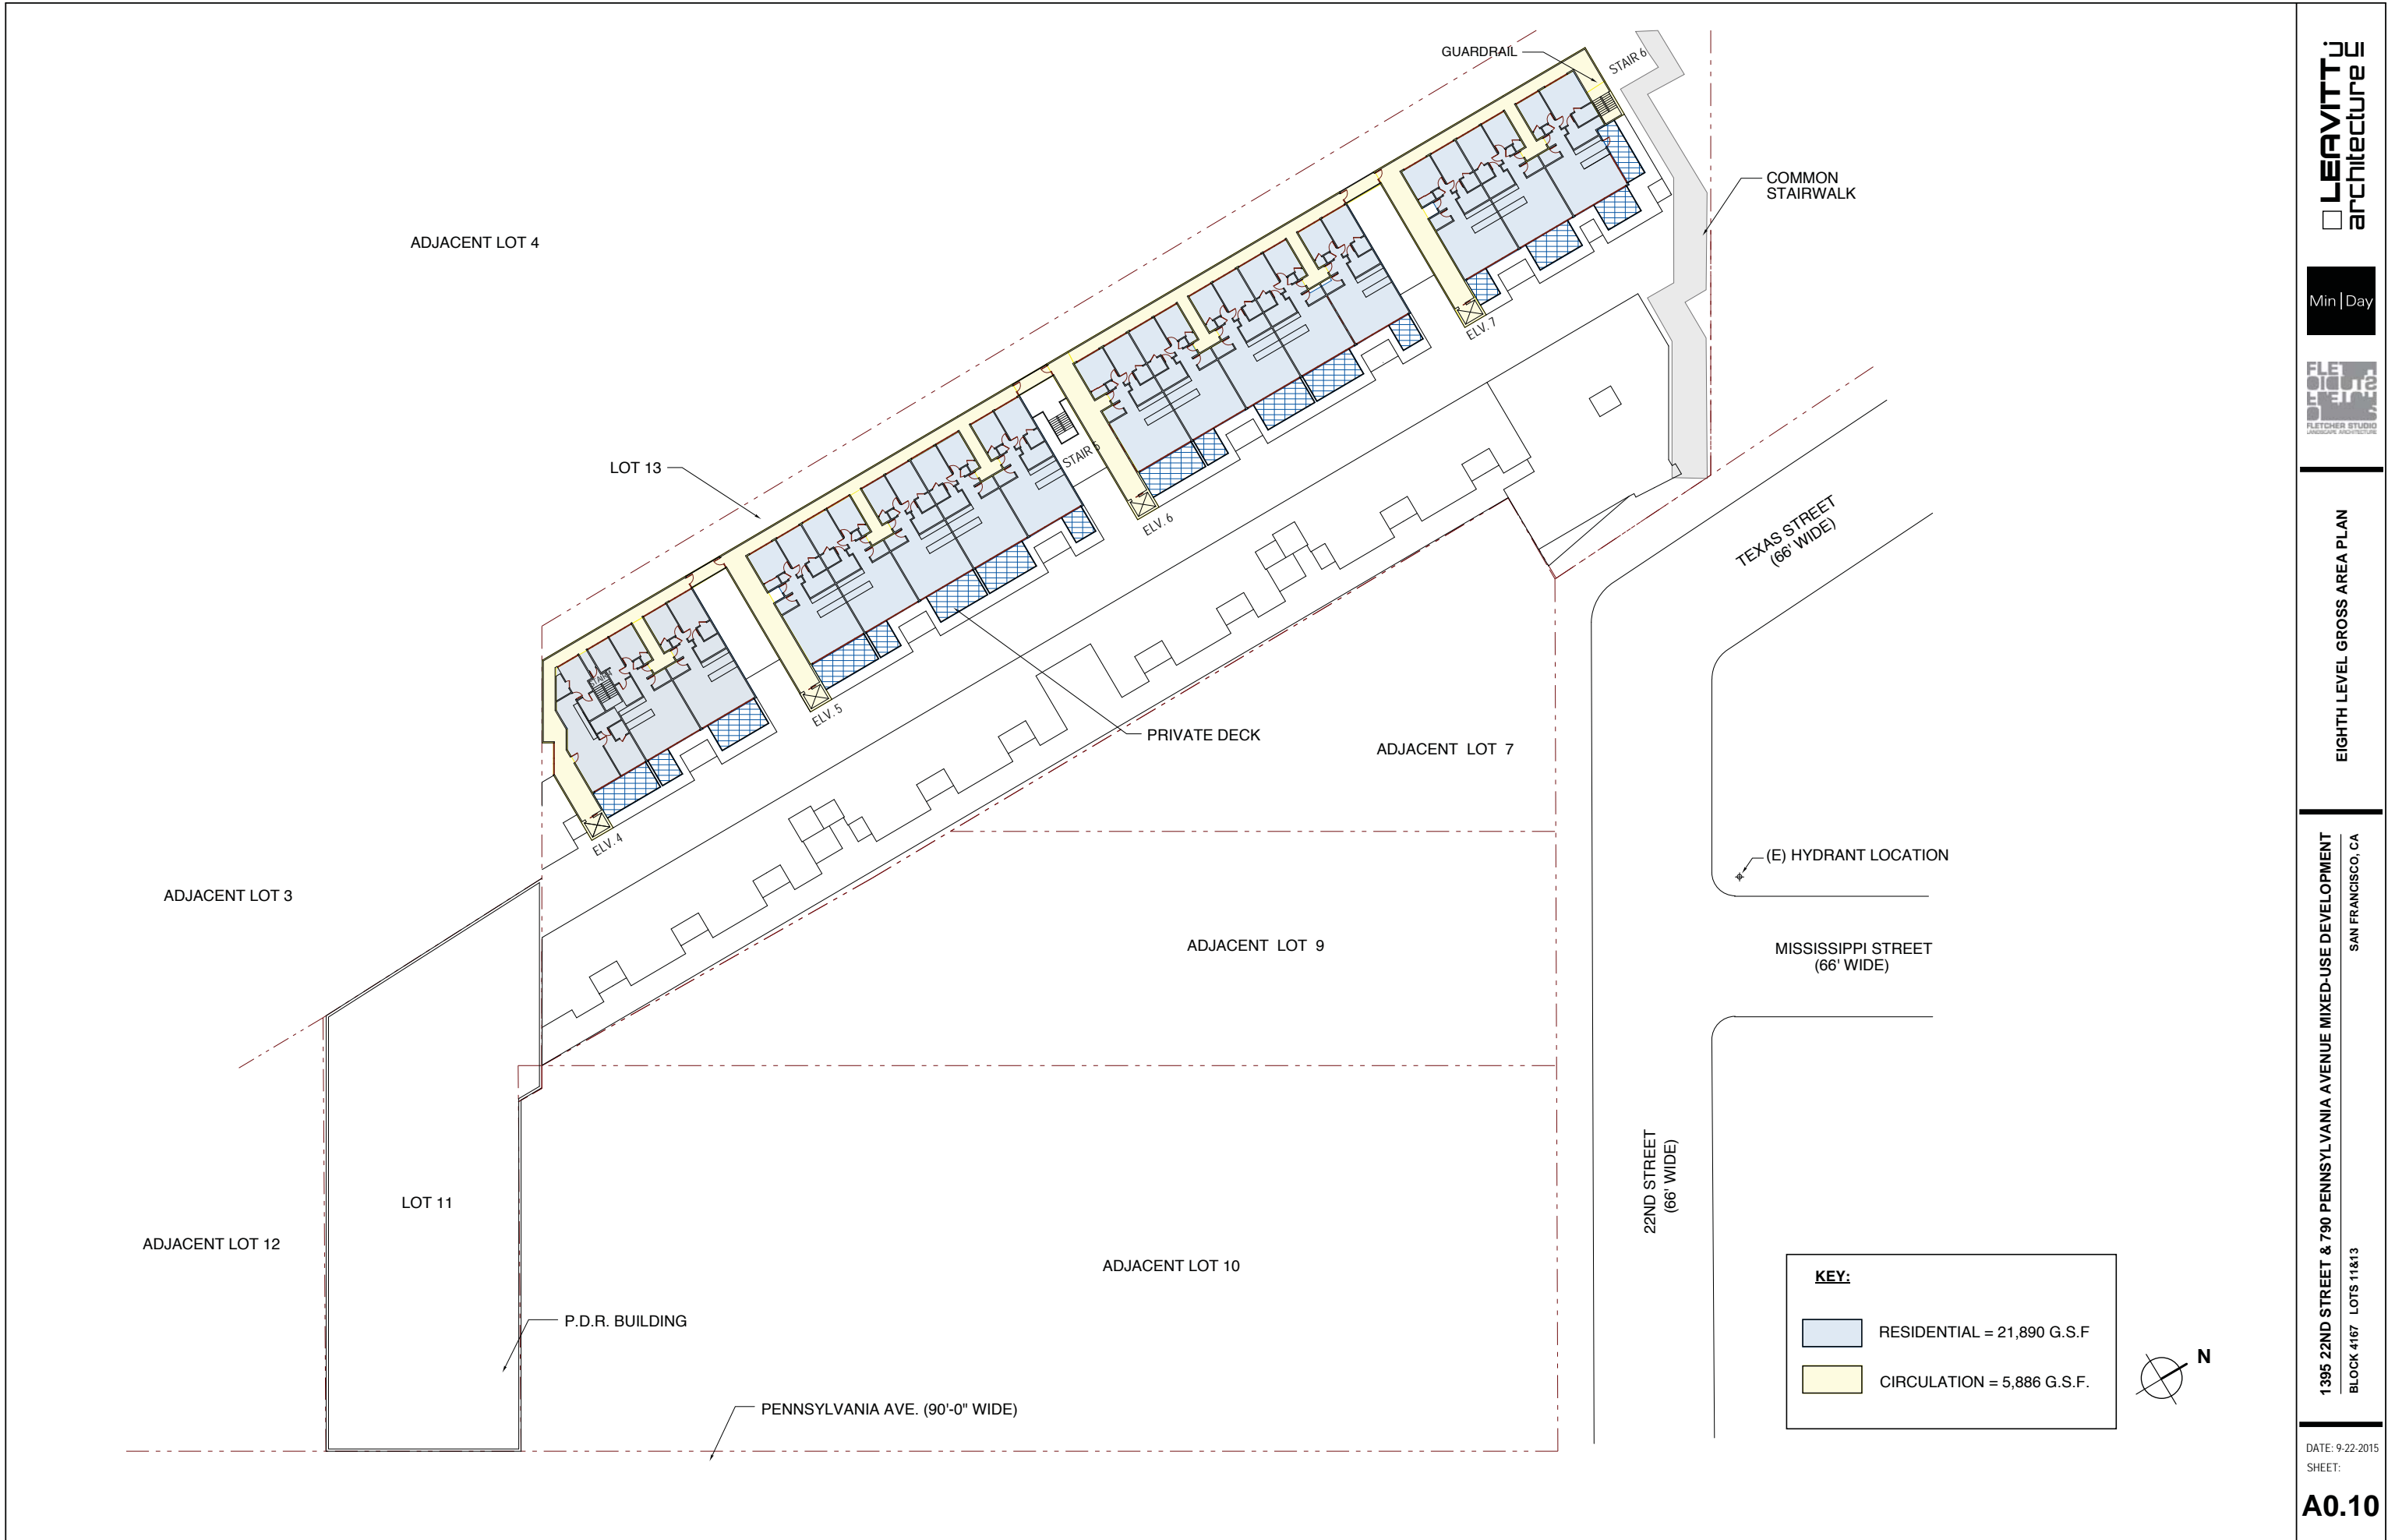 GUARDRAIL
STAIR 6
COMMON
STAIRWALK
ADJACENT LOT 4
ELV. 7
LOT 13
STAIR 5
ELV. 6
TEXAS STREET
(66' WIDE)
ELV. 5
PRIVATE DECK
ADJACENT LOT 7
ELV. 4
(E) HYDRANT LOCATION
ADJACENT LOT 3
ADJACENT LOT 9
MISSISSIPPI STREET
(66' WIDE)
LOT 11
22ND STREET
(66' WIDE)
ADJACENT LOT 12
ADJACENT LOT 10
P.D.R. BUILDING
PENNSYLVANIA AVE. (90'-0" WIDE)
KEY:
RESIDENTIAL = 21,890 G.S.F
CIRCULATION = 5,886 G.S.F.
N
LEAVITT
architecture
Min|Day
FLETCHER STUDIO
LANDSCAPE ARCHITECTURE
EIGHTH LEVEL GROSS AREA PLAN
1395 22ND STREET & 790 PENNSYLVANIA AVENUE MIXED-USE DEVELOPMENT
BLOCK 4167 LOTS 11&13
SAN FRANCISCO, CA
DATE: 9-22-2015
SHEET:
A0.10